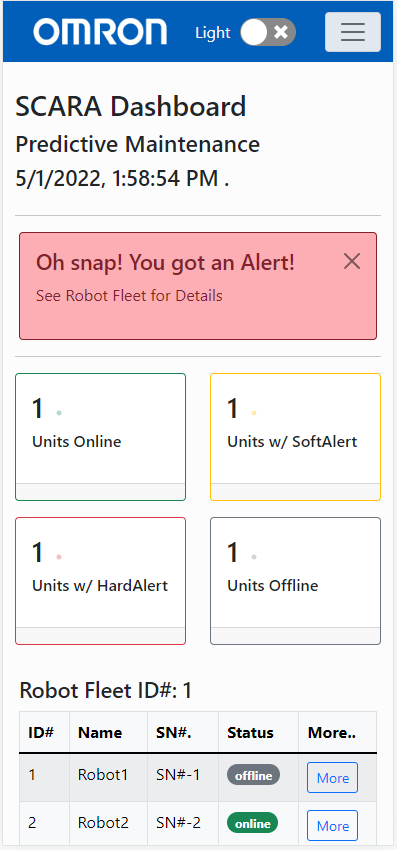 OMRON Light
SCARA Dashboard
Predictive Maintenance
5/1/2022, 1:58:54 PM .
Oh snap! You got an Alert!
See Robot Fleet for Details
1
Units Online
1
Units w/ SoftAlert
1
Units w/ HardAlert
1
Units Offline
Robot Fleet ID#: 1
ID# Name SN#. Status More..
1 Robot1 SN#-1 offline More
2 Robot2 SN#-2 online More